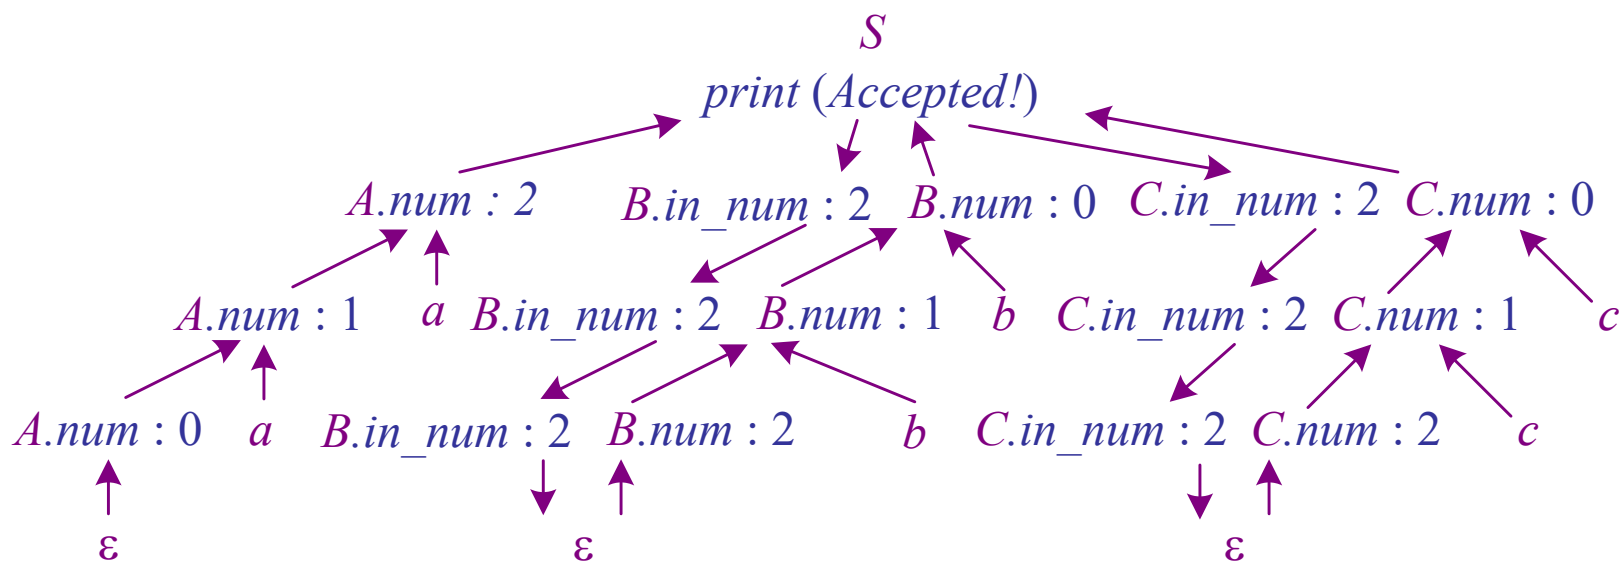 S
print (Accepted!)
A.num : 2 B.in_num : 2 B.num : 0 C.in_num : 2 C.num : 0
A.num : 1 a B.in_num : 2 B.num : 1 b C.in_num : 2 C.num : 1 c
A.num : 0 a B.in_num : 2 B.num : 2 b C.in_num : 2 C.num : 2 c
ε ε ε